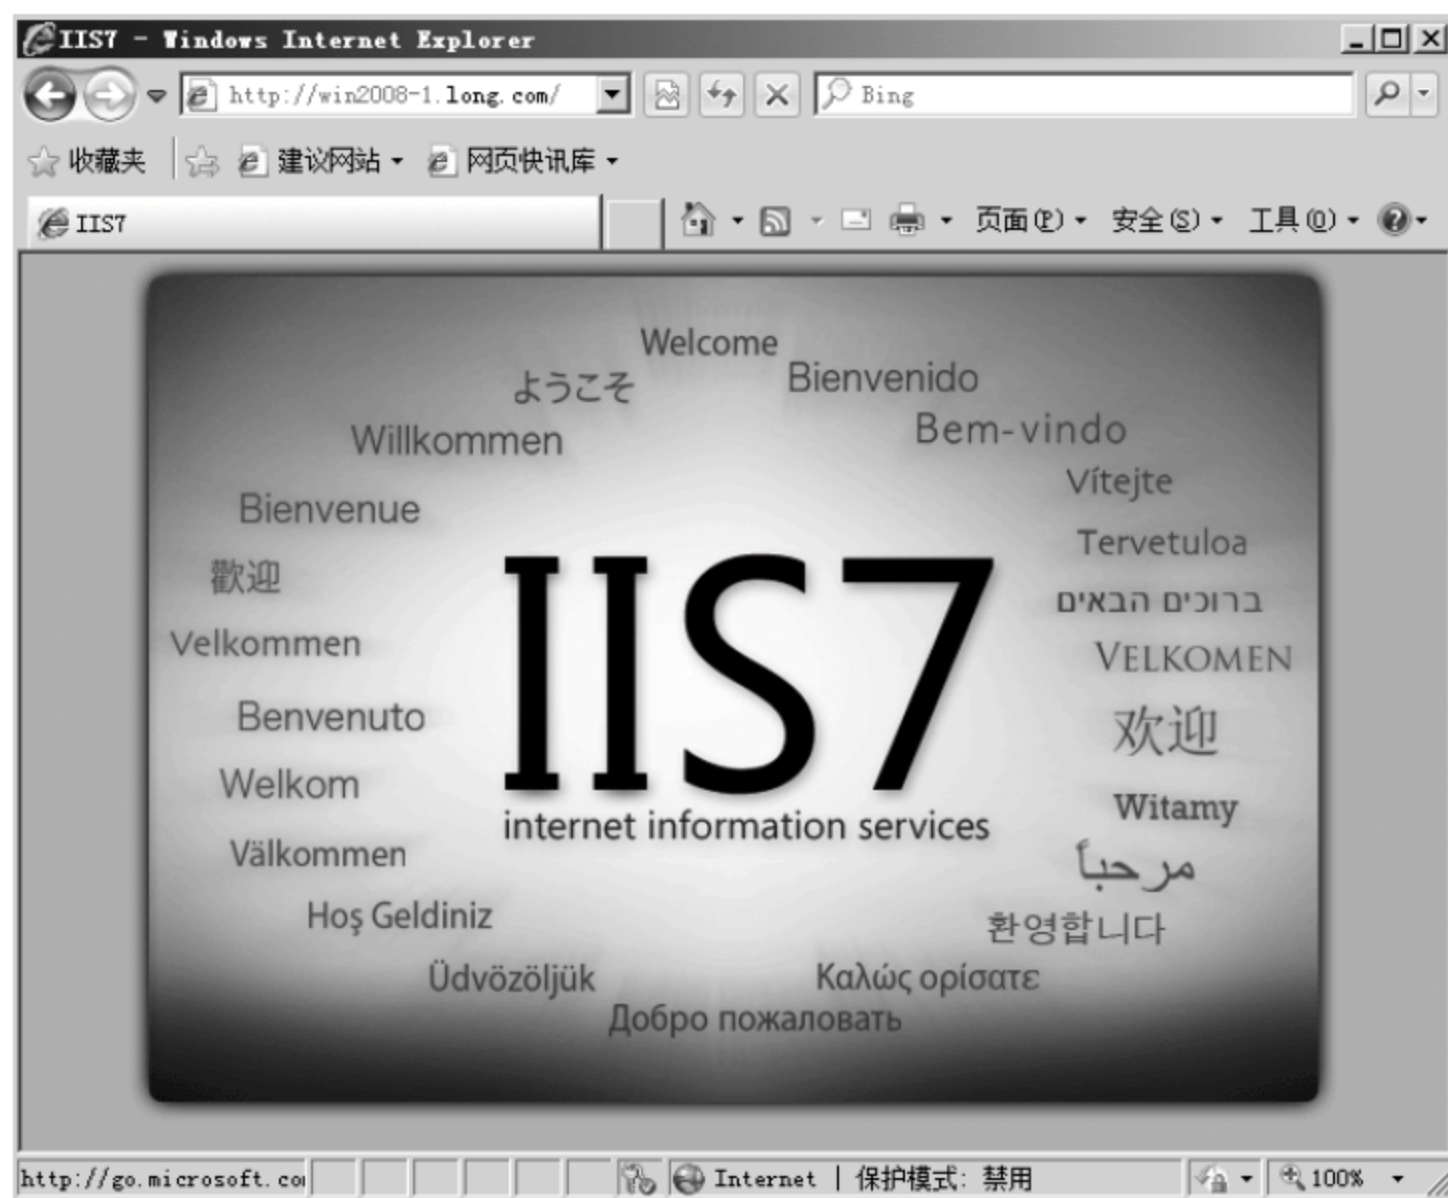 IIS7 - Windows Internet Explorer
http://win2008-1.long.com/
Bing
收藏夹
建议网站
网页快讯库
IIS7
页面(P)
安全(S)
工具(O)
Welcome
Bienvenido
ようこそ
Bem-vindo
Willkommen
Vítejte
Bienvenue
Tervetuloa
歡迎
ברוכים הבאים
Velkommen
VELKOMEN
Benvenuto
欢迎
Welkom
Witamy
Välkommen
مرحباً
Hoş Geldiniz
환영합니다
Üdvözöljük
Καλώς ορίσατε
Добро пожаловать
IIS7
internet information services
http://go.microsoft.co
Internet | 保护模式: 禁用
100%